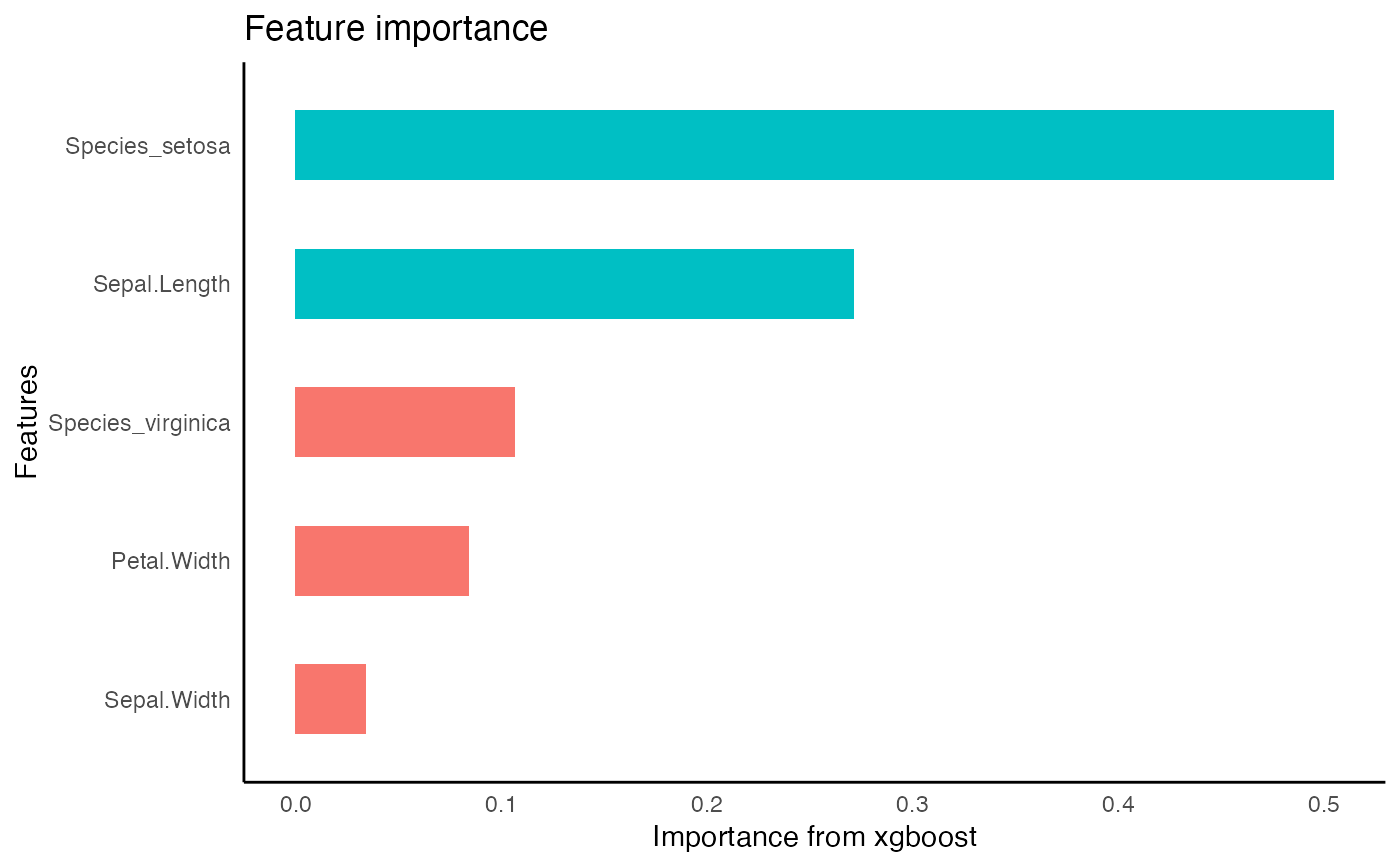 Feature importance
Species_setosa
Sepal.Length
Species_virginica
Petal.Width
Sepal.Width
Features
0.0 0.1 0.2 0.3 0.4 0.5
Importance from xgboost